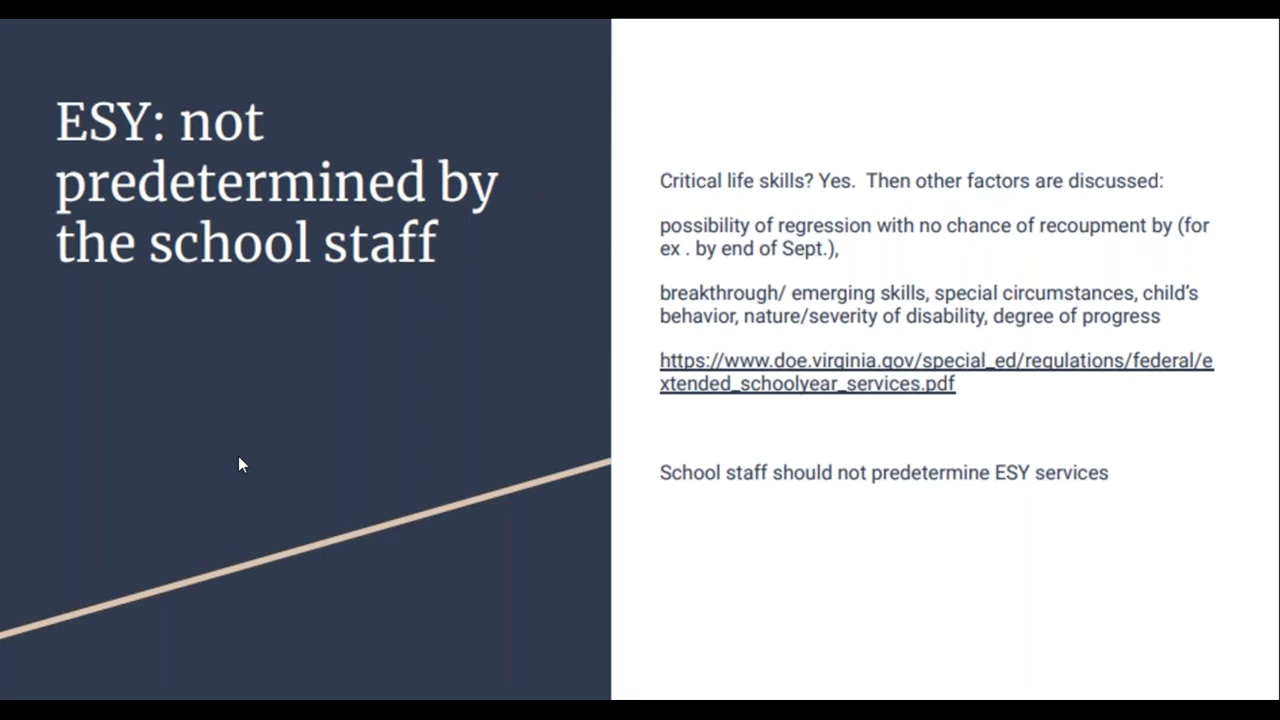 ESY: not
predetermined by
the school staff
Critical life skills? Yes.  Then other factors are discussed:
possibility of regression with no chance of recoupment by (for
ex . by end of Sept.),
breakthrough/ emerging skills, special circumstances, child's
behavior, nature/severity of disability, degree of progress
https://www.doe.virginia.gov/special_ed/regulations/federal/e
xtended_schoolyear_services.pdf
School staff should not predetermine ESY services